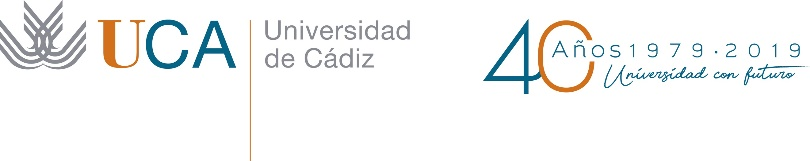 UCA
Universidad
de Cádiz
40 Años 1979 · 2019
Universidad con futuro